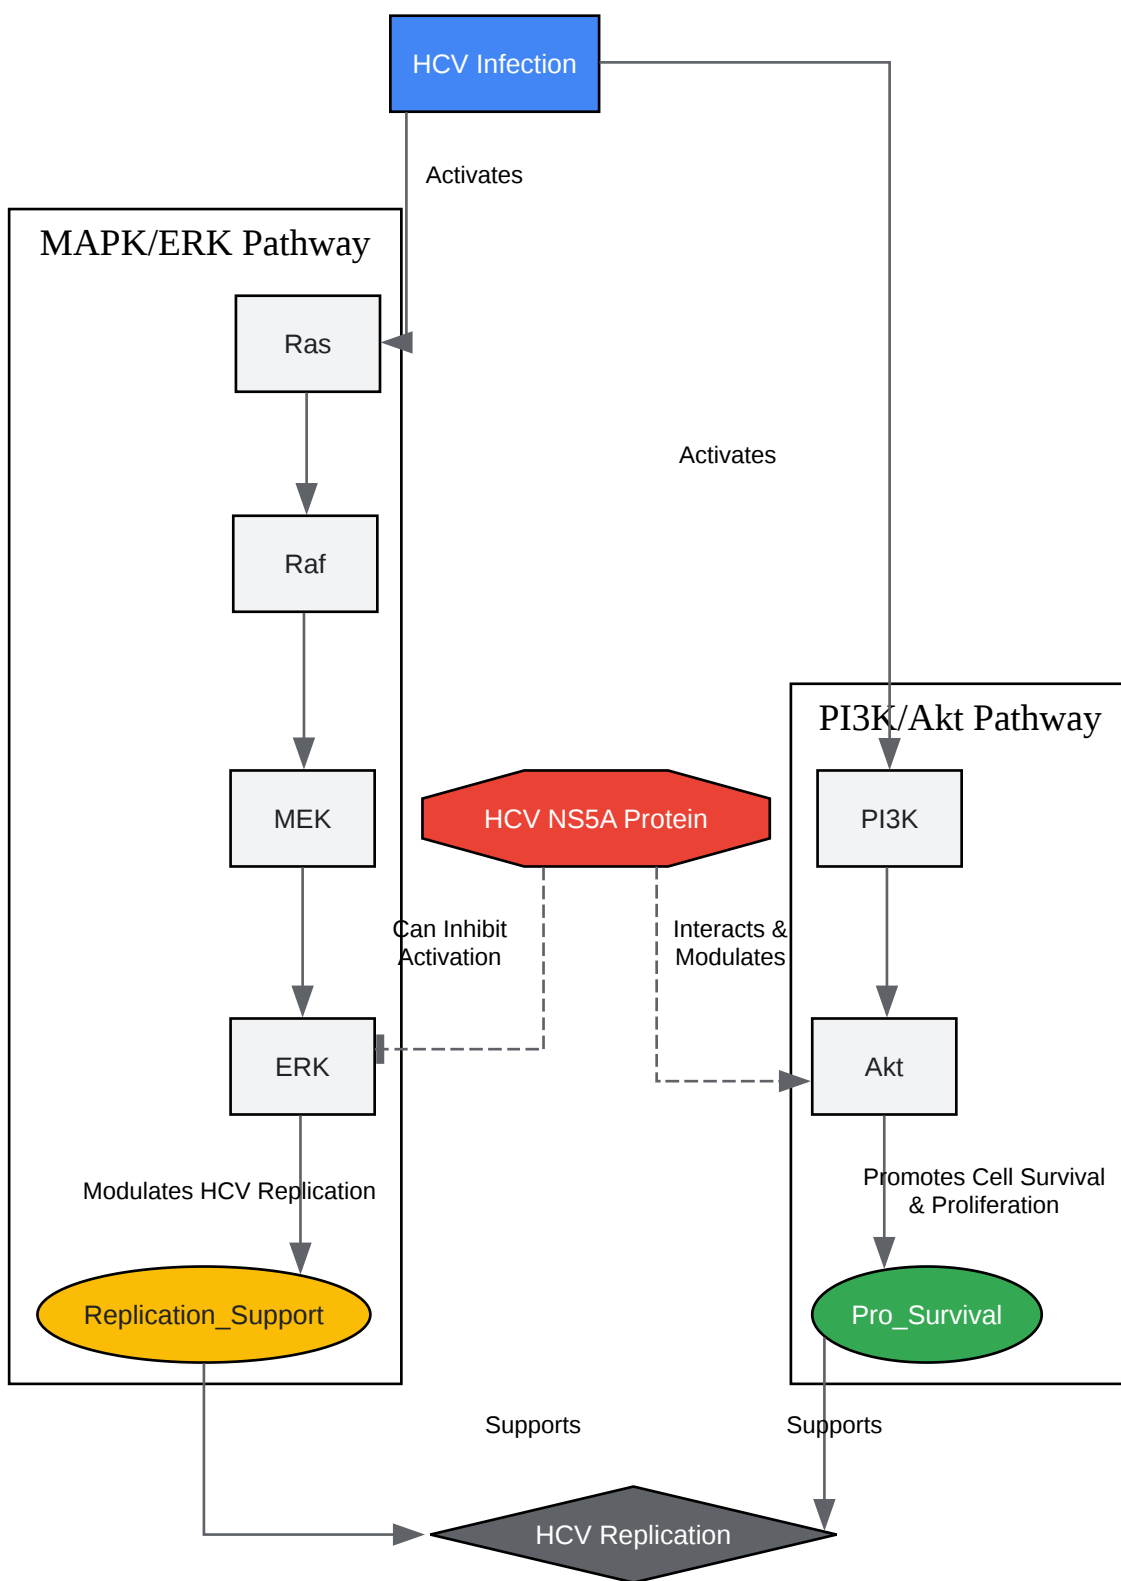 HCV Infection
Activates
MAPK/ERK Pathway
Ras
Activates
Raf
PI3K/Akt Pathway
MEK
HCV NS5A Protein
PI3K
Can Inhibit
Activation
Interacts &
Modulates
ERK
Akt
Modulates HCV Replication
Promotes Cell Survival
& Proliferation
Replication_Support
Pro_Survival
Supports
Supports
HCV Replication